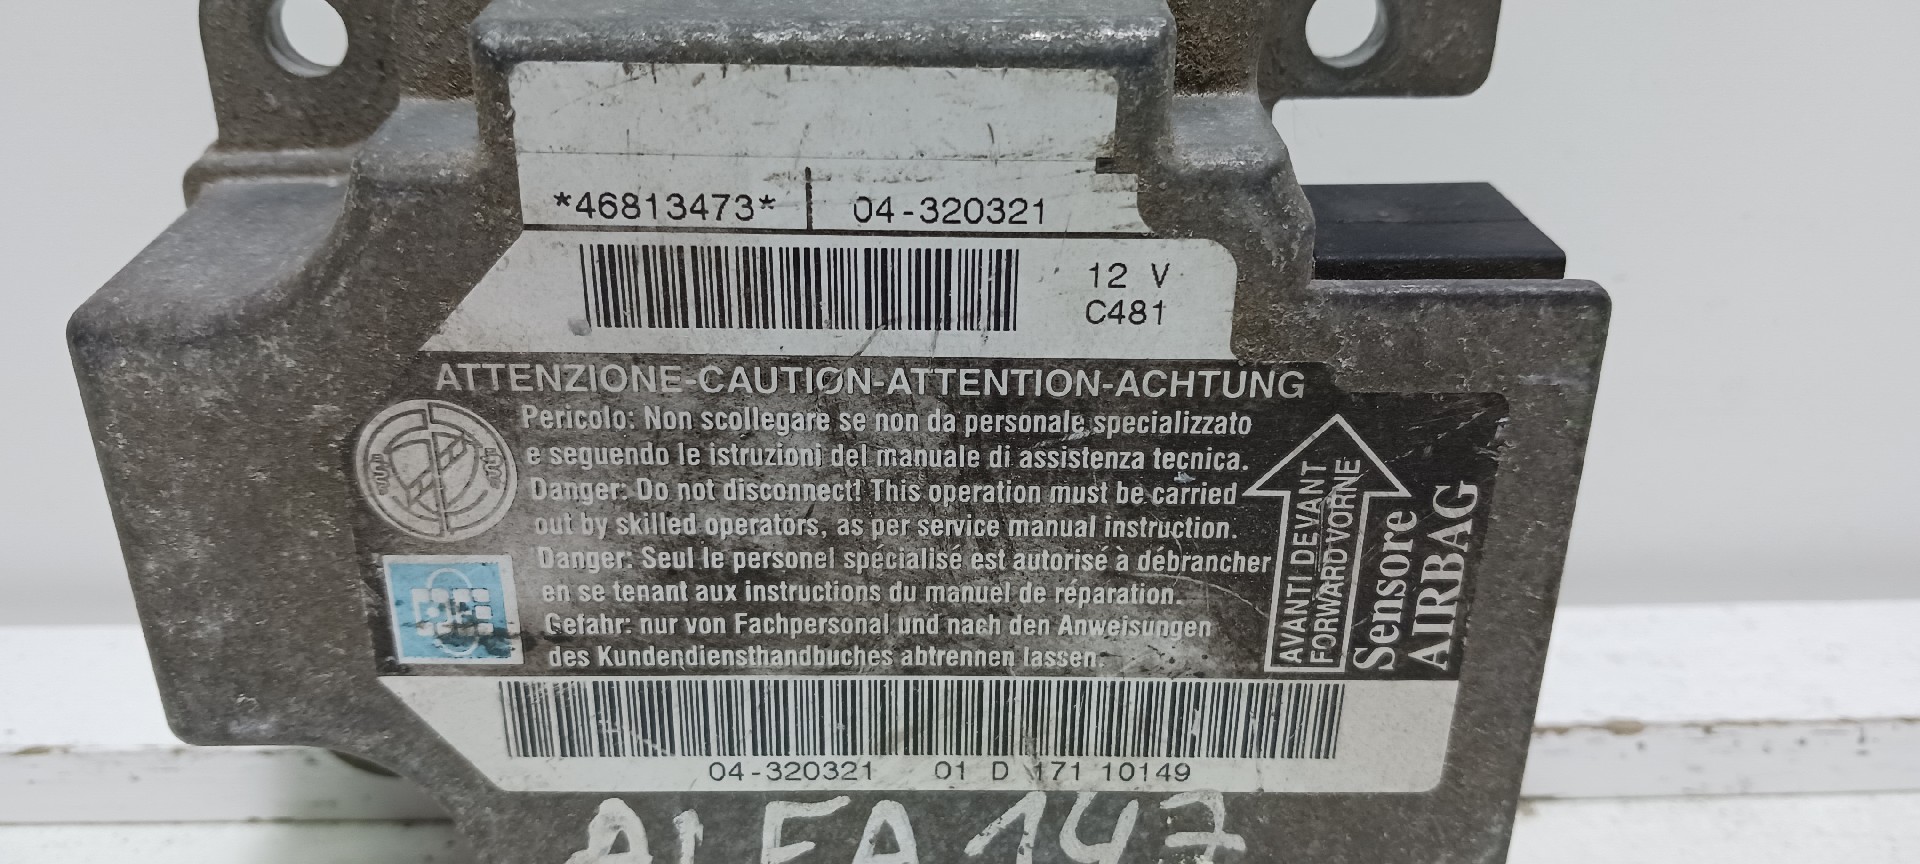 *46813473* 04-320321
12 V
C481
ATTENZIONE-CAUTION-ATTENTION-ACHTUNG
Pericolo: Non scollegare se non da personale specializzato
e seguendo le istruzioni del manuale di assistenza tecnica.
Danger: Do not disconnect! This operation must be carried
out by skilled operators, as per service manual instruction.
Danger: Seul le personel spécialisé est autorisé à débrancher
en se tenant aux instructions du manuel de réparation.
Gefahr: nur von Fachpersonal und nach den Anweisungen
des Kundendiensthandbuches abtrennen lassen.
AVANTI DEVANT
FORWARD VORNE
Sensore
AIRBAG
04-320321 01 D 171 10149
ALFA 147